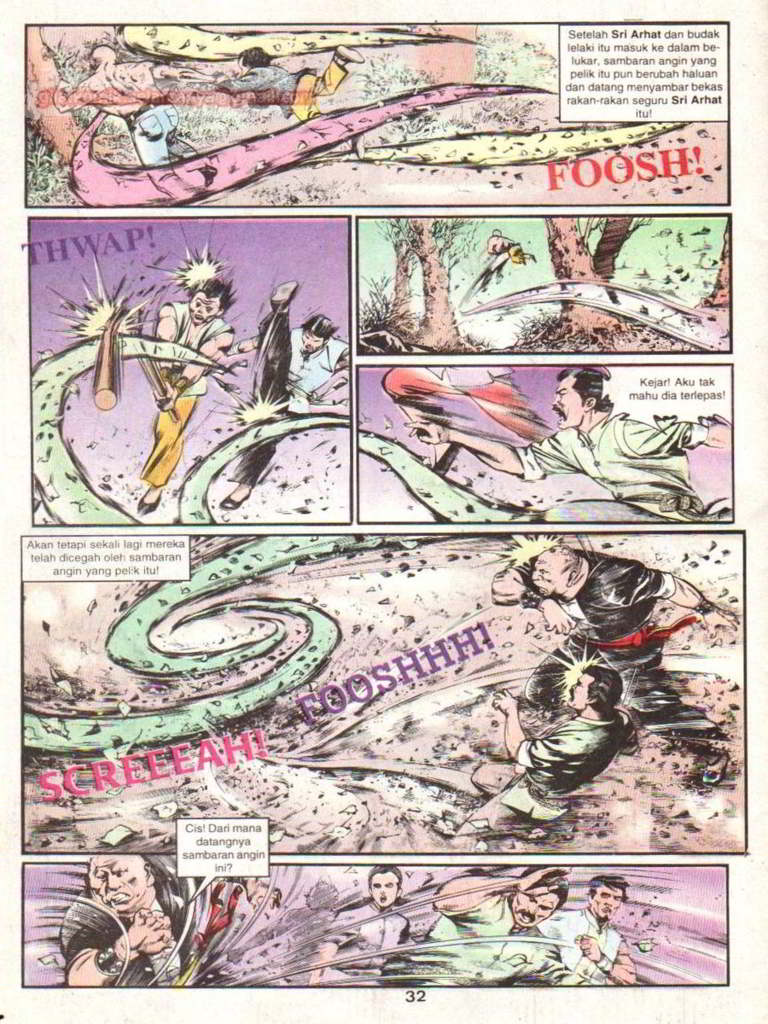 Setelah Sri Arhat dan budak
lelaki itu masuk ke dalam be-
lukar, sambaran angin yang
pelik itu pun berubah haluan
dan datang menyambar bekas
rakan-rakan seguru Sri Arhat
itu!
FOOSH!
THWAP!
Kejar! Aku tak
mahu dia terlepas!
Akan tetapi sekali lagi mereka
telah dicegah oleh sambaran
angin yang pelik itu!
FOOSHHH!
SCREEEAH!
Cis! Dari mana
datangnya
sambaran angin
ini?
32